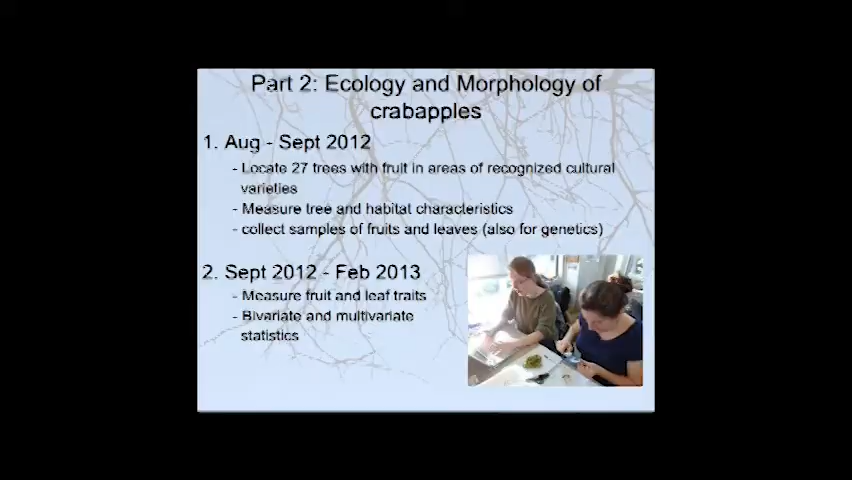 Part 2: Ecology and Morphology of
crabapples
1. Aug - Sept 2012
- Locate 27 trees with fruit in areas of recognized cultural
varieties
- Measure tree and habitat characteristics
- collect samples of fruits and leaves (also for genetics)
2. Sept 2012 - Feb 2013
- Measure fruit and leaf traits
- Bivariate and multivariate
statistics